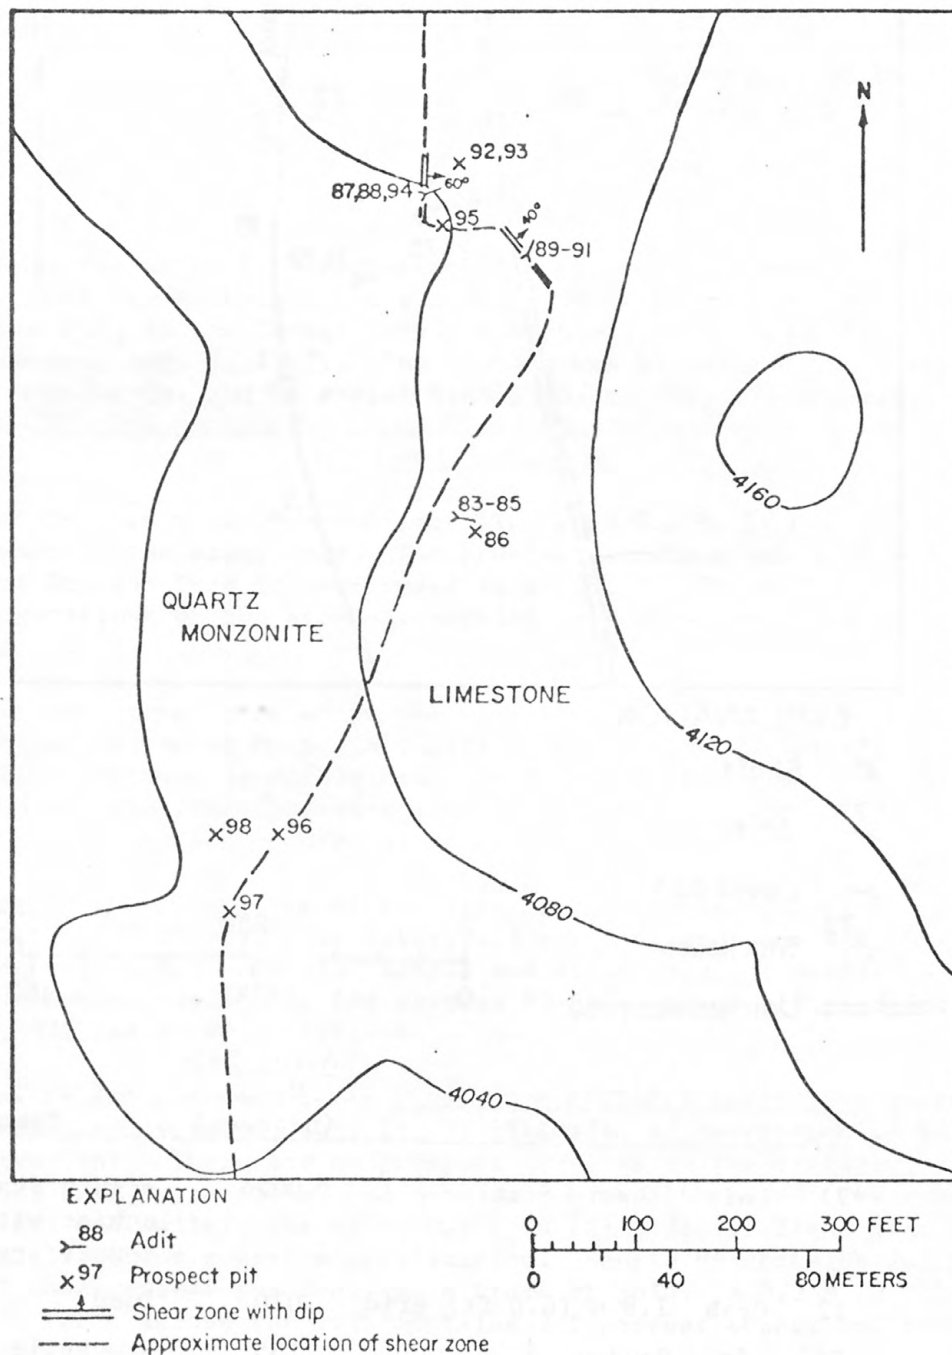 N
92,93
60°
87,88,94
95
40°
89-91
4160
83-85
86
QUARTZ
MONZONITE
LIMESTONE
4120
98
96
97
4080
4040
EXPLANATION
88 Adit
97 Prospect pit
Shear zone with dip
Approximate location of shear zone
0 100 200 300 FEET
0 40 80 METERS